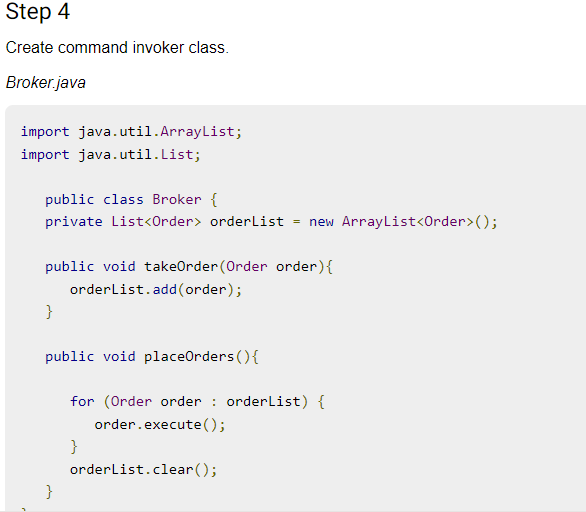 Step 4
Create command invoker class.
Broker.java
import java.util.ArrayList;
import java.util.List;
public class Broker {
private List<Order> orderList = new ArrayList<Order>();
public void takeOrder(Order order){
orderList.add(order);
}
public void placeOrders(){
for (Order order : orderList) {
order.execute();
}
orderList.clear();
}
}